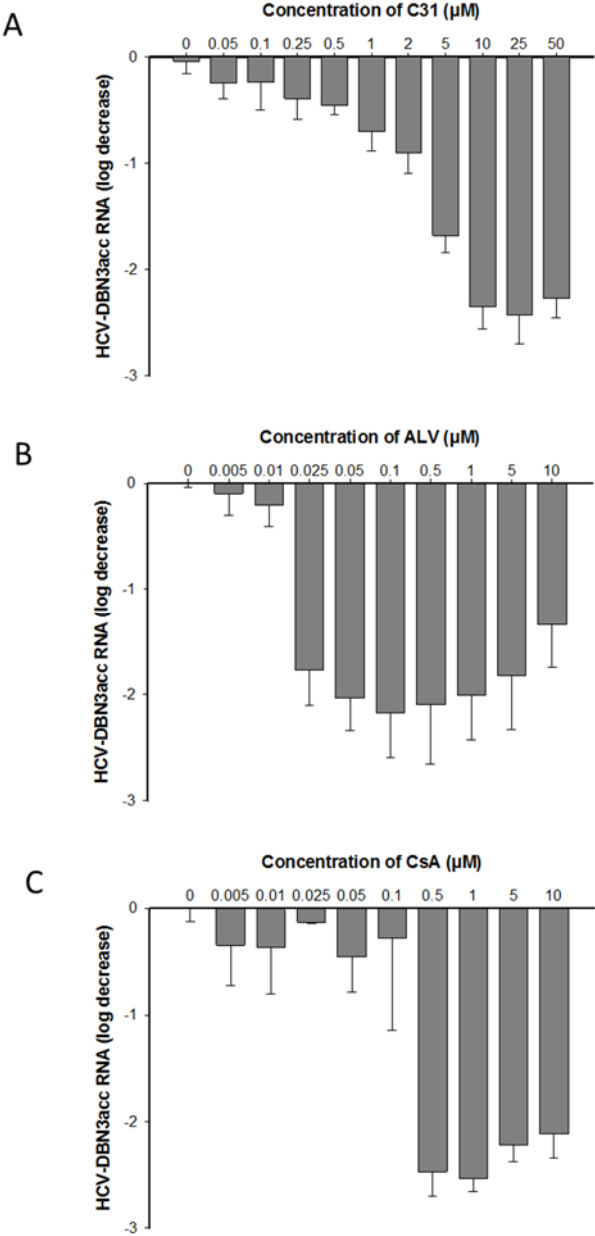 A
Concentration of C31 (µM)
0 0.05 0.1 0.25 0.5 1 2 5 10 25 50
HCV-DBN3acc RNA (log decrease)
0
-1
-2
-3
B
Concentration of ALV (µM)
0 0.005 0.01 0.025 0.05 0.1 0.5 1 5 10
HCV-DBN3acc RNA (log decrease)
0
-1
-2
-3
C
Concentration of CsA (µM)
0 0.005 0.01 0.025 0.05 0.1 0.5 1 5 10
HCV-DBN3acc RNA (log decrease)
0
-1
-2
-3